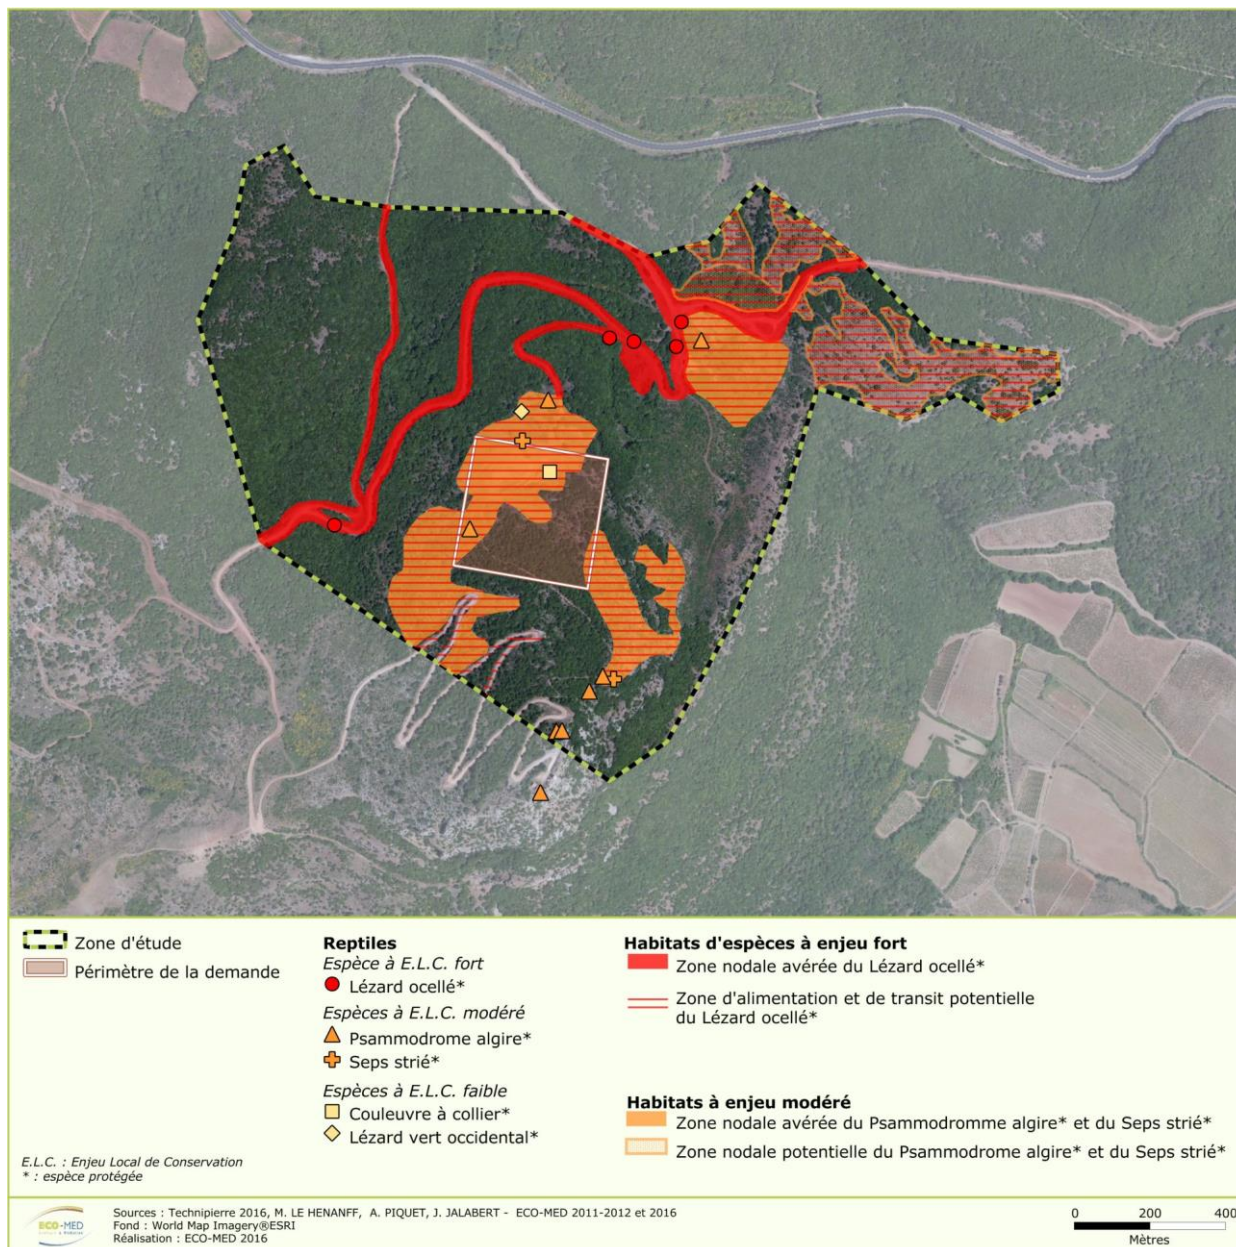 Zone d'étude
Périmètre de la demande
E.L.C. : Enjeu Local de Conservation
* : espèce protégée
Reptiles
Espèce à E.L.C. fort
Lézard ocellé*
Espèces à E.L.C. modéré
Psammodrome algire*
Seps strié*
Espèces à E.L.C. faible
Couleuvre à collier*
Lézard vert occidental*
Habitats d'espèces à enjeu fort
Zone nodale avérée du Lézard ocellé*
Zone d'alimentation et de transit potentielle
du Lézard ocellé*
Habitats à enjeu modéré
Zone nodale avérée du Psammodromme algire* et du Seps strié*
Zone nodale potentielle du Psammodrome algire* et du Seps strié*
ECO-MED
Sources : Technipierre 2016, M. LE HENANFF, A. PIQUET, J. JALABERT - ECO-MED 2011-2012 et 2016
Fond : World Map Imagery®ESRI
Réalisation : ECO-MED 2016
0 200 400
Mètres